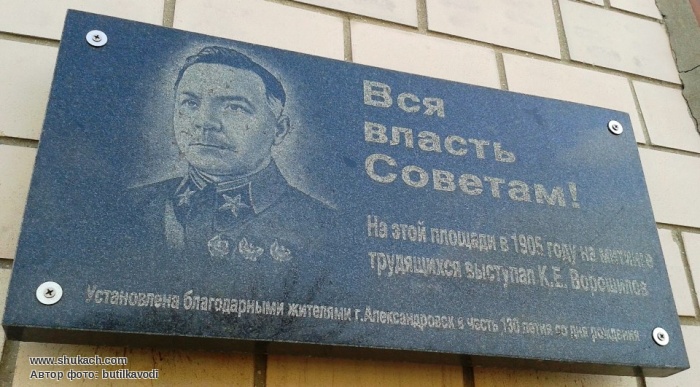 Вся
власть
Советам!
На этой площади в 1905 году на митинге
трудящихся выступал К.Е. Ворошилов
Установлена благодарными жителями г.Александровск в честь 130 летия со дня рождения
www.shukach.com
Автор фото: butilkavodi